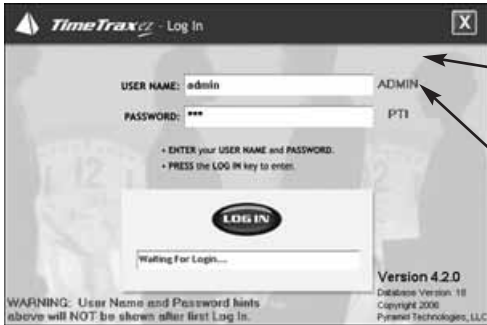 TimeTrax ez - Log In X
USER NAME: admin ADMIN
PASSWORD: *** PTI
• ENTER your USER NAME and PASSWORD.
• PRESS the LOG IN key to enter.
LOG IN
Waiting For Login...
Version 4.2.0
Database Version 18
Copyright 2006
Pyramid Technologies, LLC
WARNING: User Name and Password hints
above will NOT be shown after first Log In.